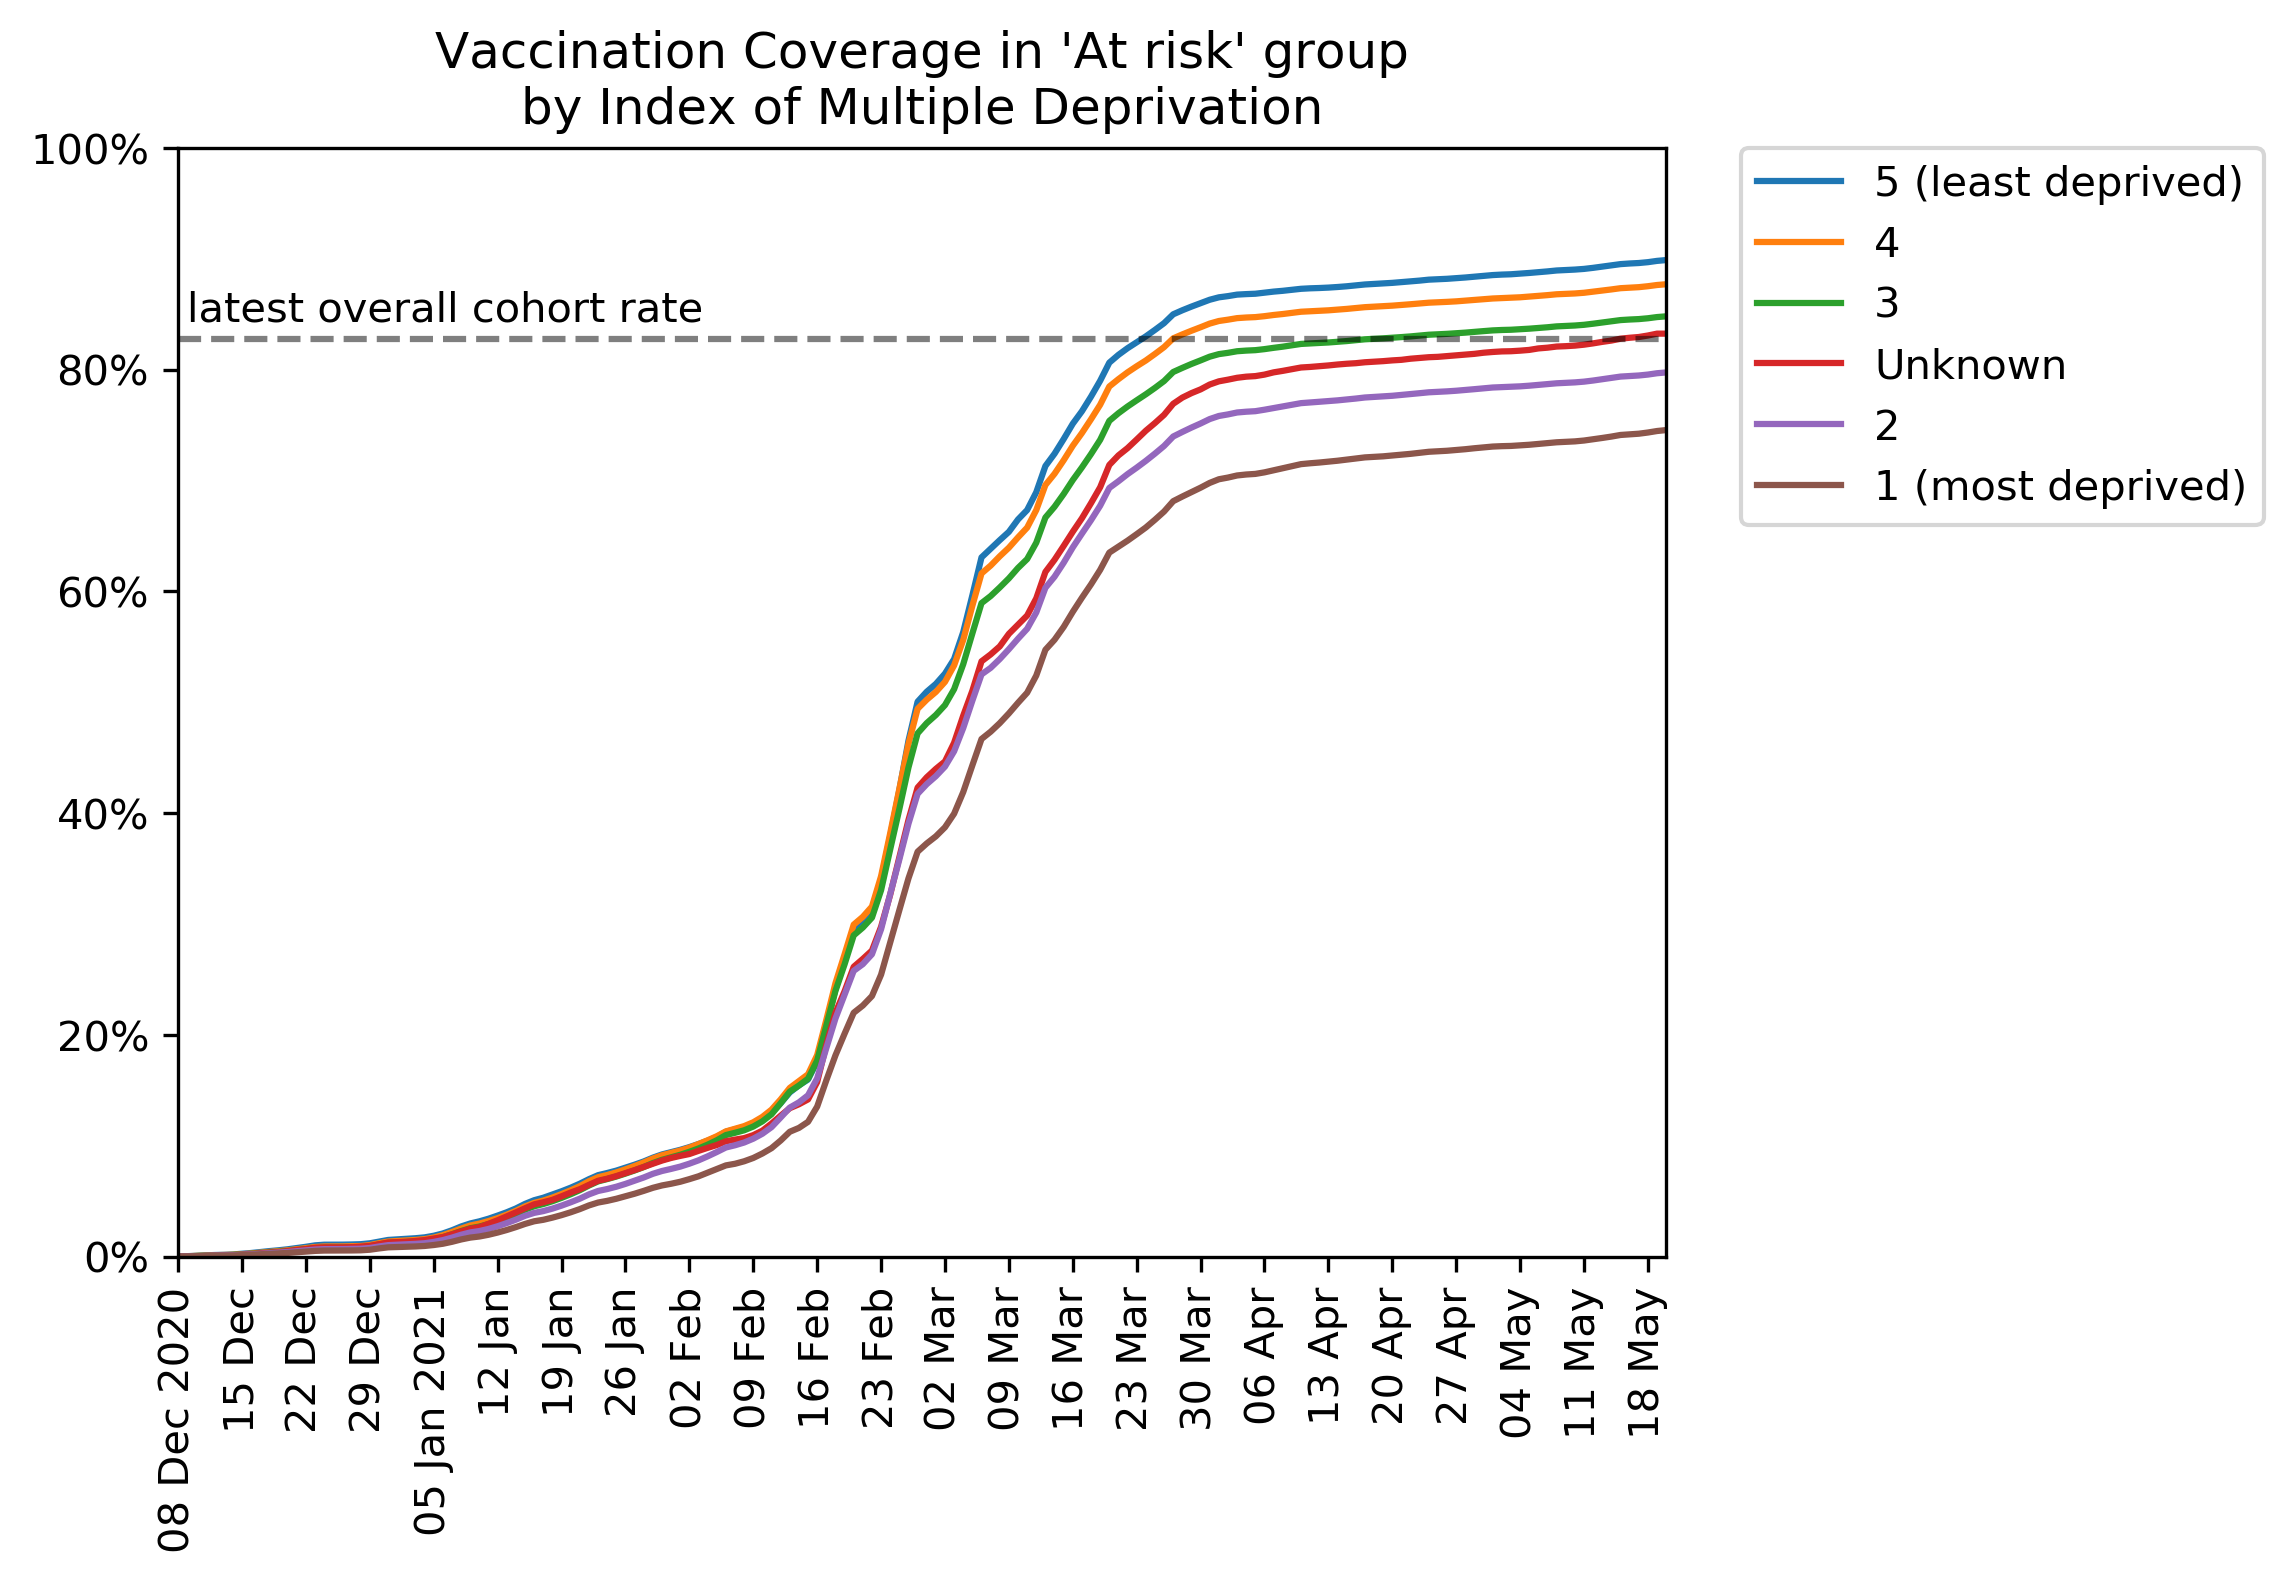 Vaccination Coverage in 'At risk' group
by Index of Multiple Deprivation
100%
80%
60%
40%
20%
0%
latest overall cohort rate
08 Dec 2020
15 Dec
22 Dec
29 Dec
05 Jan 2021
12 Jan
19 Jan
26 Jan
02 Feb
09 Feb
16 Feb
23 Feb
02 Mar
09 Mar
16 Mar
23 Mar
30 Mar
06 Apr
13 Apr
20 Apr
27 Apr
04 May
11 May
18 May
5 (least deprived)
4
3
Unknown
2
1 (most deprived)